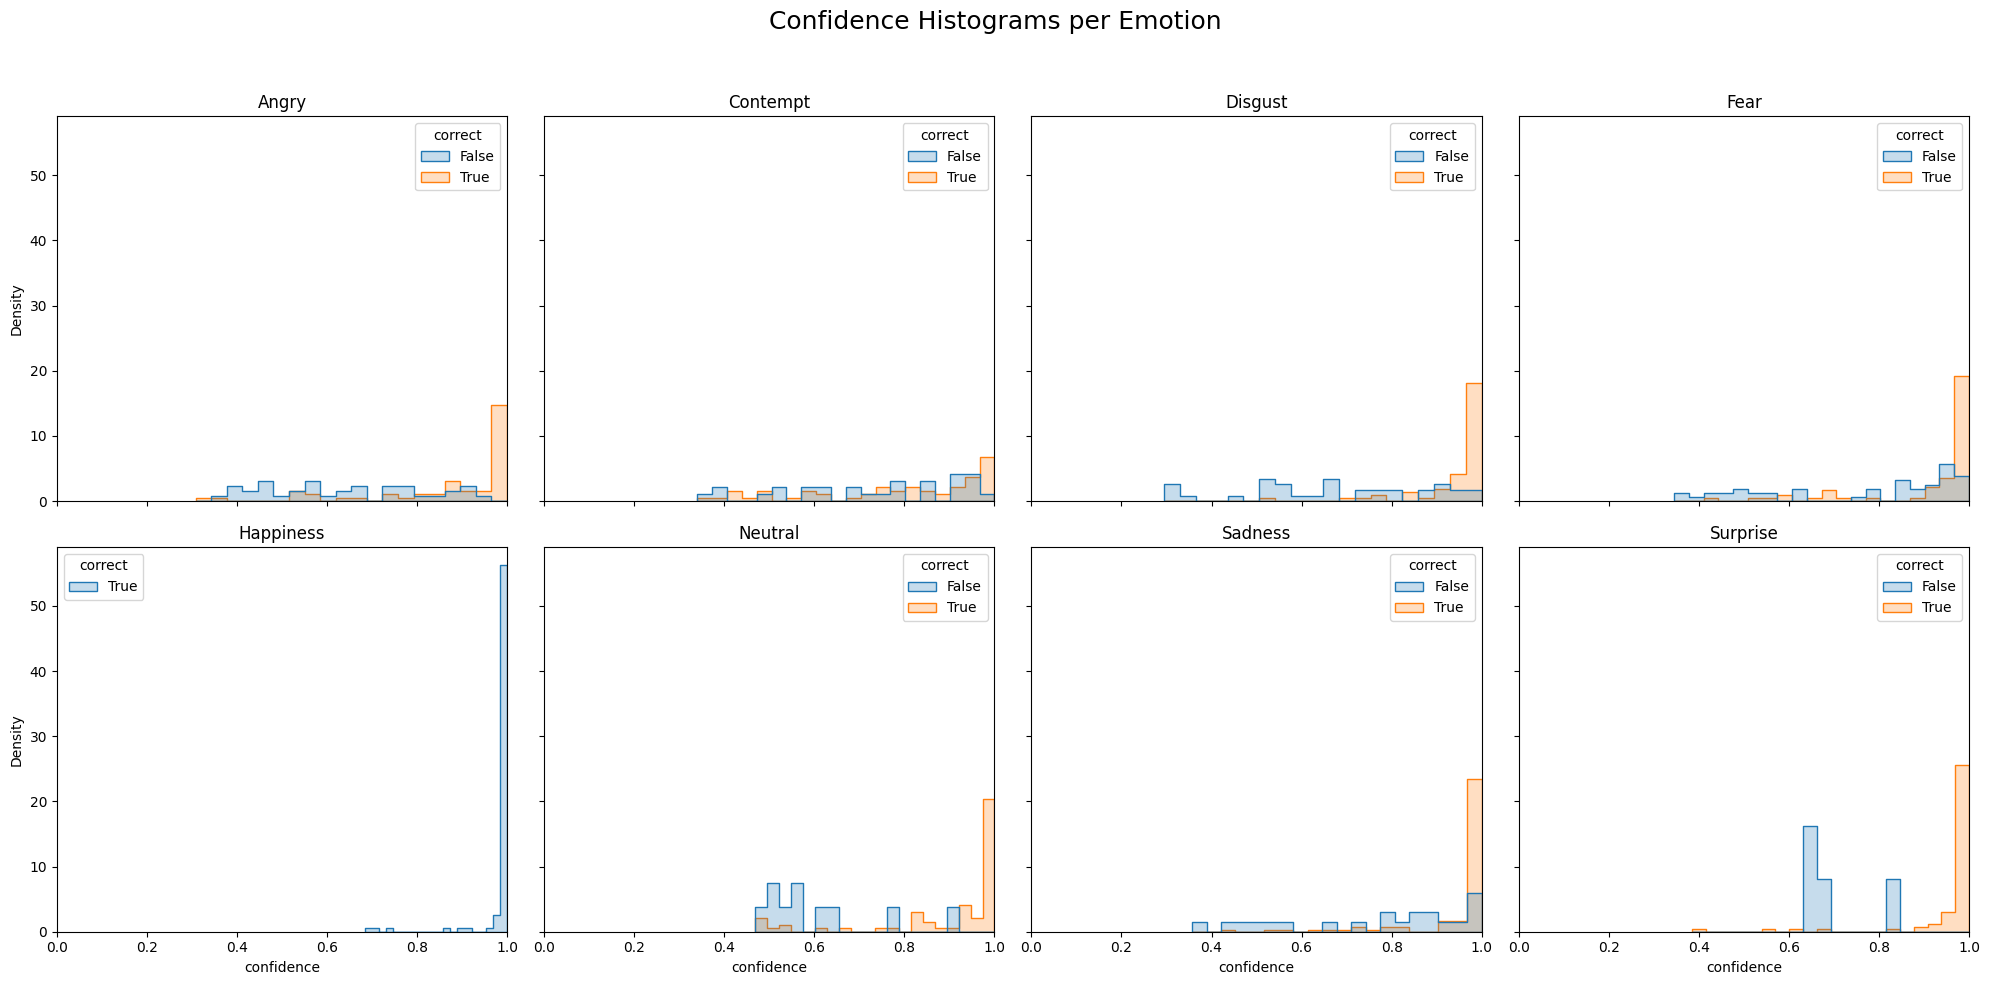 Confidence Histograms per Emotion
Angry
correct
False
True
50
40
30
20
10
0
Density
Contempt
correct
False
True
Disgust
correct
False
True
Fear
correct
False
True
Happiness
correct
True
50
40
30
20
10
0
Density
0.0 0.2 0.4 0.6 0.8 1.0
confidence
Neutral
correct
False
True
0.0 0.2 0.4 0.6 0.8 1.0
confidence
Sadness
correct
False
True
0.0 0.2 0.4 0.6 0.8 1.0
confidence
Surprise
correct
False
True
0.0 0.2 0.4 0.6 0.8 1.0
confidence